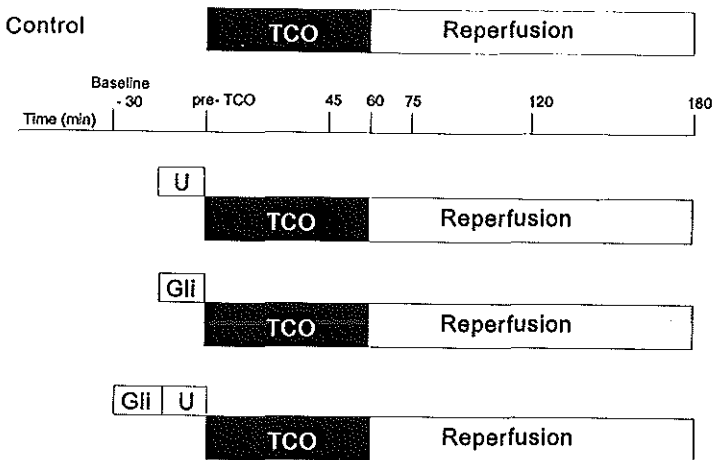 Control TCO Reperfusion
Baseline
- 30 pre- TCO 45 60 75 120 180
Time (min)
U
TCO Reperfusion
Gli
TCO Reperfusion
Gli U
TCO Reperfusion